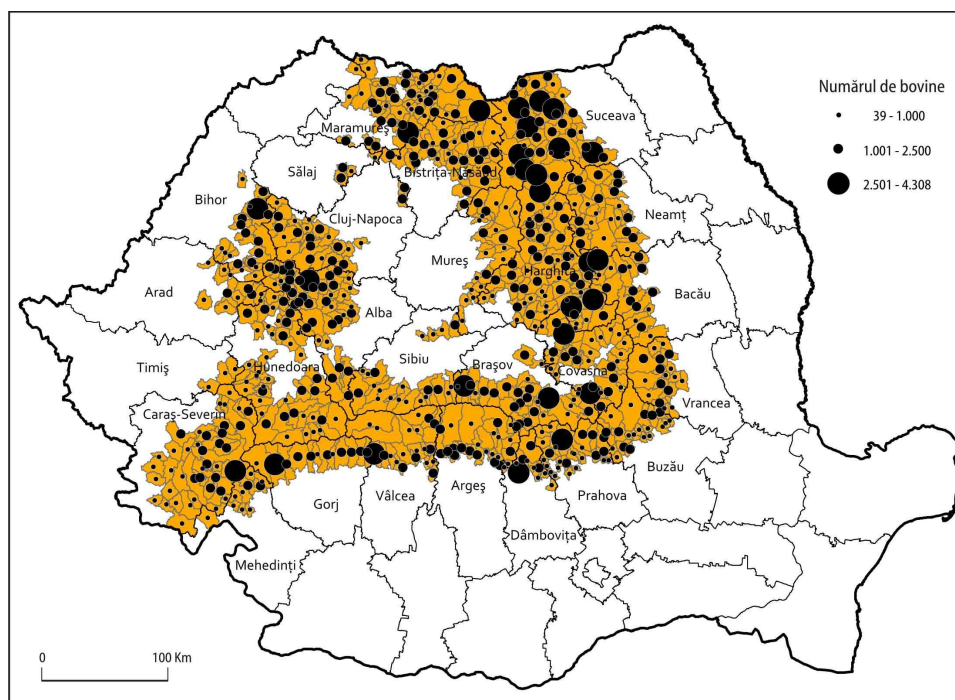 Numărul de bovine
39 - 1.000
1.001 - 2.500
2.501 - 4.308
Suceava
Maramureş
Sălaj
Bistriţa-Năsăud
Bihor
Cluj-Napoca
Neamţ
Mureş
Harghita
Arad
Alba
Bacău
Timiş
Hunedoara
Sibiu
Braşov
Covasna
Caraş-Severin
Vrancea
Buzău
Gorj
Vâlcea
Argeş
Prahova
Dâmboviţa
Mehedinţi
0 100 Km